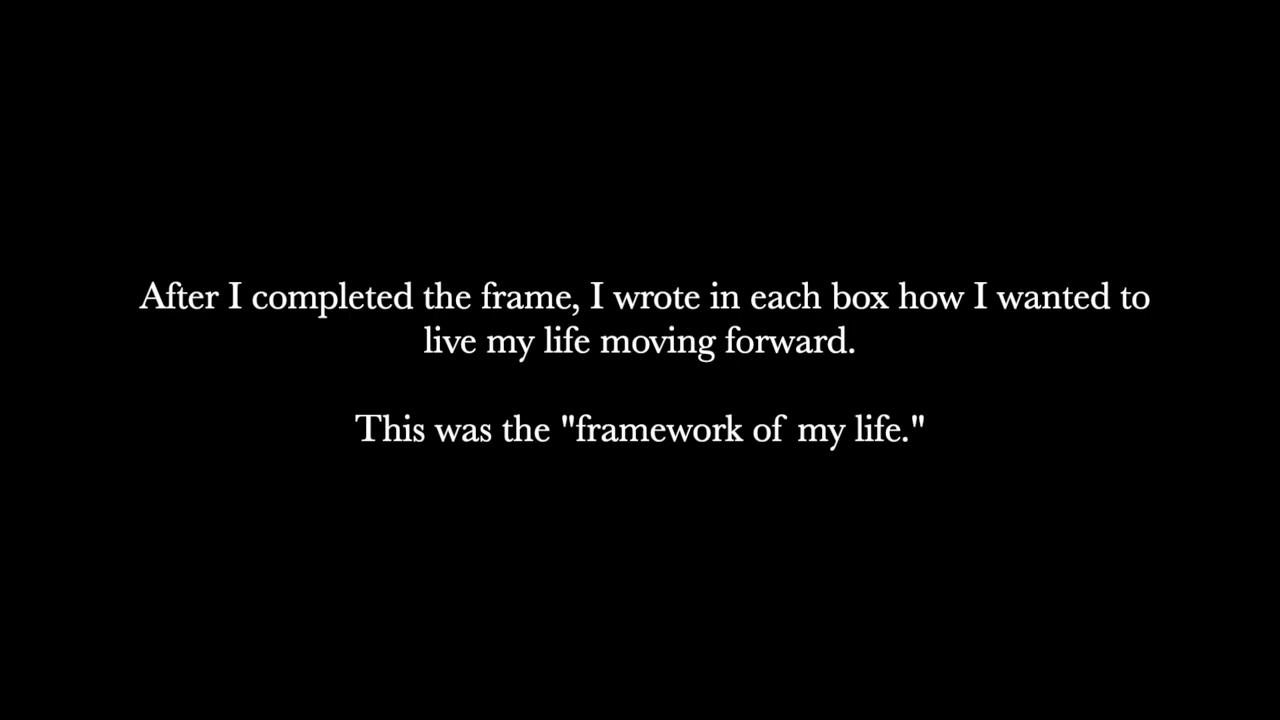 After I completed the frame, I wrote in each box how I wanted to
live my life moving forward.
This was the "framework of my life."